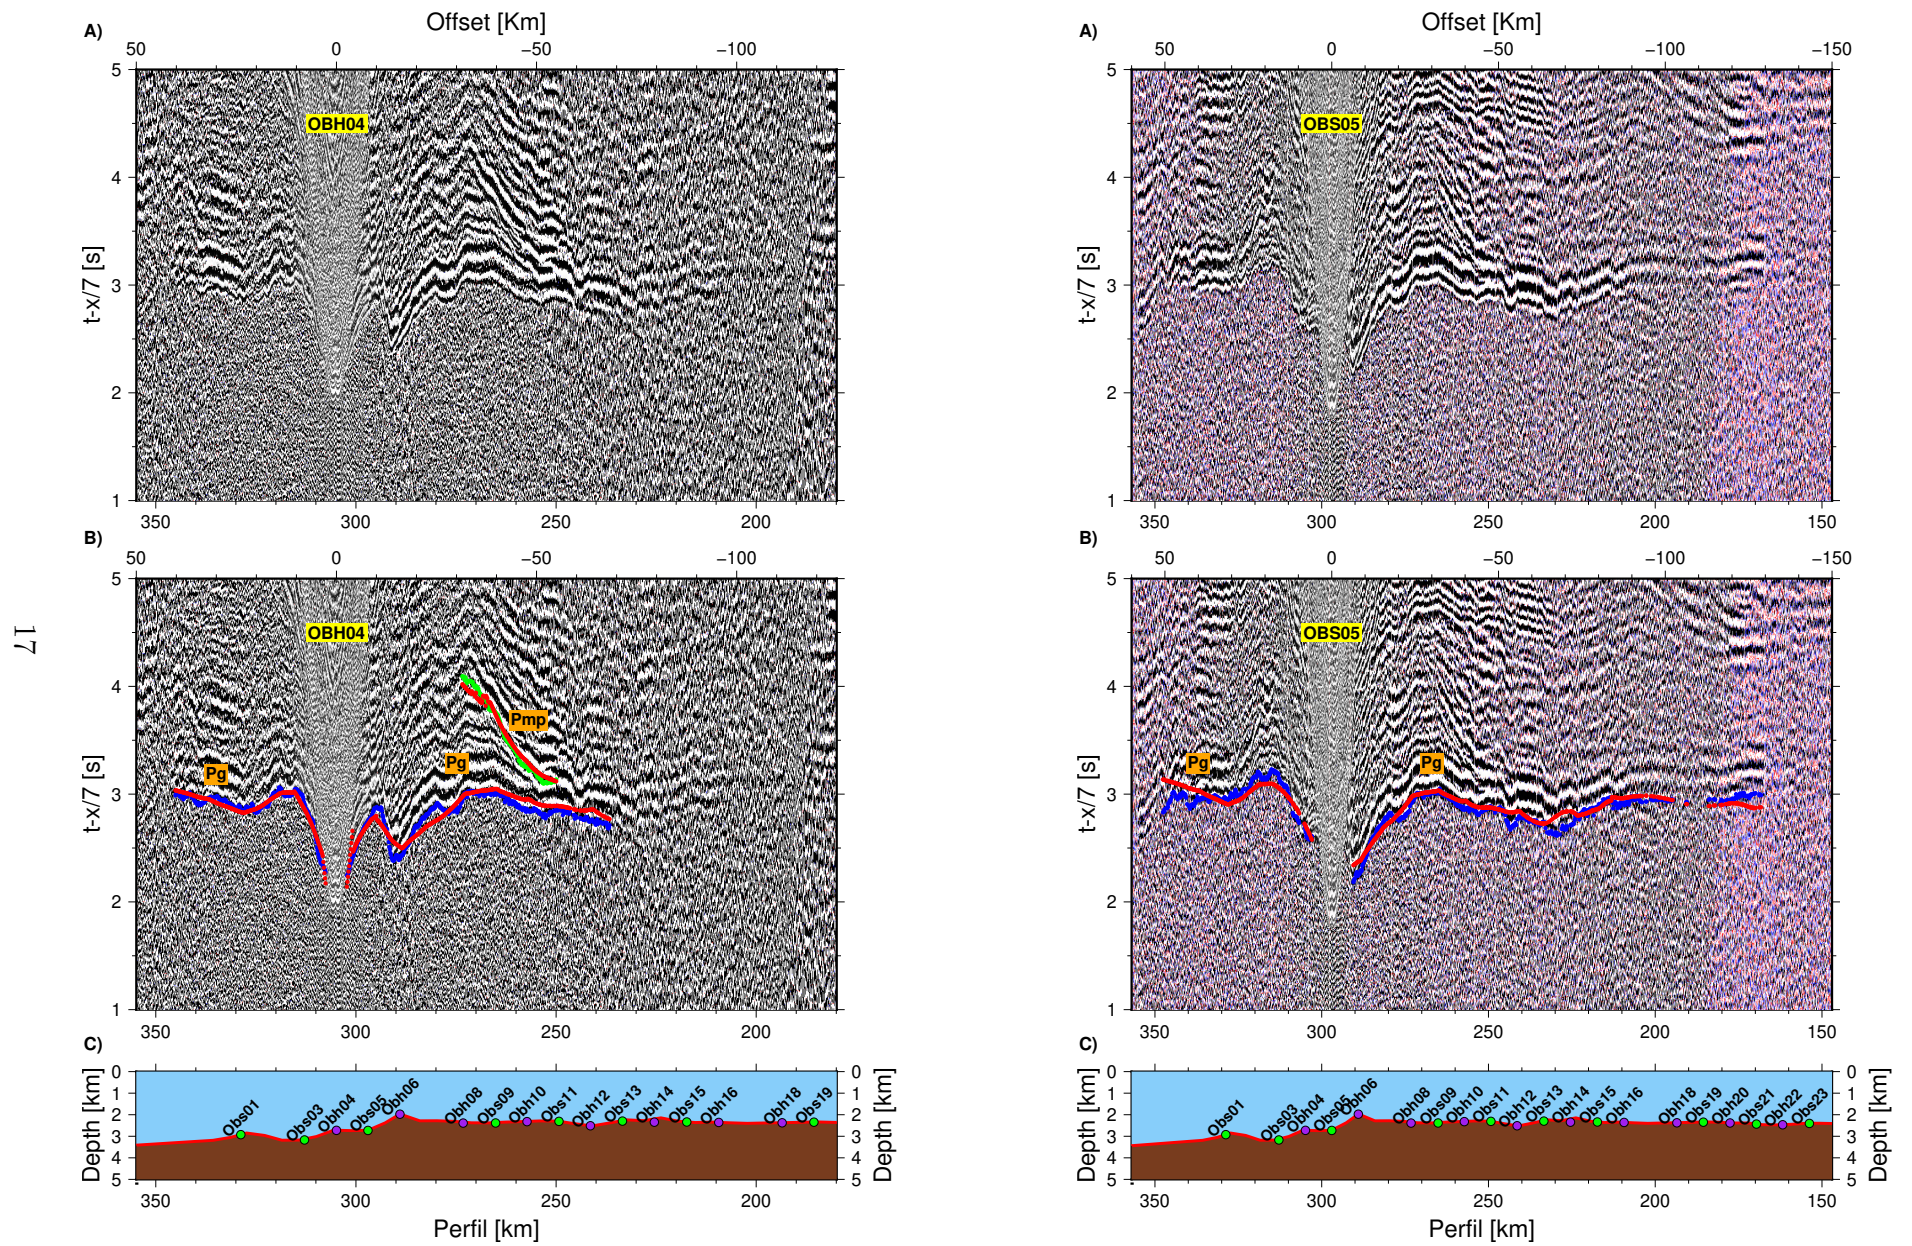 A)
Offset [Km]
50 0 −50 −100
5
OBH04
4
t-x/7 [s]
3
2
1
350 300 250 200
B)
50 0 −50 −100
5
OBH04
4
Pmp
Pg
Pg
t-x/7 [s]
3
2
1
350 300 250 200
C)
0 0
1 1
2 2
3 3
4 4
5 5
Depth [km]
Depth [km]
Obs01
Obs03
Obh04
Obs05
Obh06
Obh08
Obs09
Obh10
Obs11
Obh12
Obs13
Obh14
Obs15
Obh16
Obh18
Obs19
350 300 250 200
Perfil [km]
A)
Offset [Km]
50 0 −50 −100 −150
5
OBS05
4
t-x/7 [s]
3
2
1
350 300 250 200 150
B)
50 0 −50 −100 −150
5
OBS05
4
Pg
Pg
t-x/7 [s]
3
2
1
350 300 250 200 150
C)
0 0
1 1
2 2
3 3
4 4
5 5
Depth [km]
Depth [km]
Obs01
Obs03
Obh04
Obs05
Obh06
Obh08
Obs09
Obh10
Obs11
Obh12
Obs13
Obh14
Obs15
Obh16
Obh18
Obs19
Obh20
Obs21
Obh22
Obs23
350 300 250 200 150
Perfil [km]
17